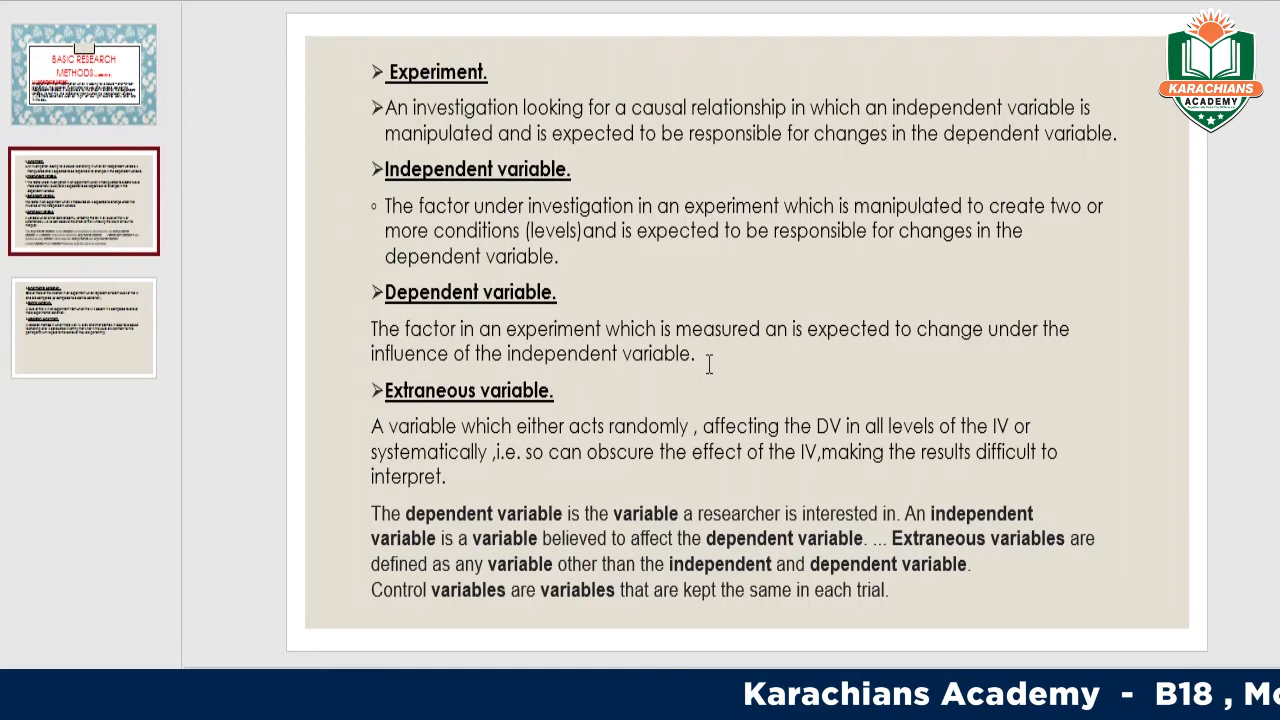 BASIC RESEARCH
METHODS
Experiment.
An investigation looking for a causal relationship in which an independent variable is
manipulated and is expected to be responsible for changes in the dependent variable.
Independent variable.
The factor under investigation in an experiment which is manipulated to create two or
more conditions (levels)and is expected to be responsible for changes in the
dependent variable.
Dependent variable.
The factor in an experiment which is measured an is expected to change under the
influence of the independent variable.
Extraneous variable.
A variable which either acts randomly , affecting the DV in all levels of the IV or
systematically ,i.e. so can obscure the effect of the IV,making the results difficult to
interpret.
The dependent variable is the variable a researcher is interested in. An independent
variable is a variable believed to affect the dependent variable. ... Extraneous variables are
defined as any variable other than the independent and dependent variable.
Control variables are variables that are kept the same in each trial.
KARACHIANS
ACADEMY
Karachians Academy - B18 , Mo